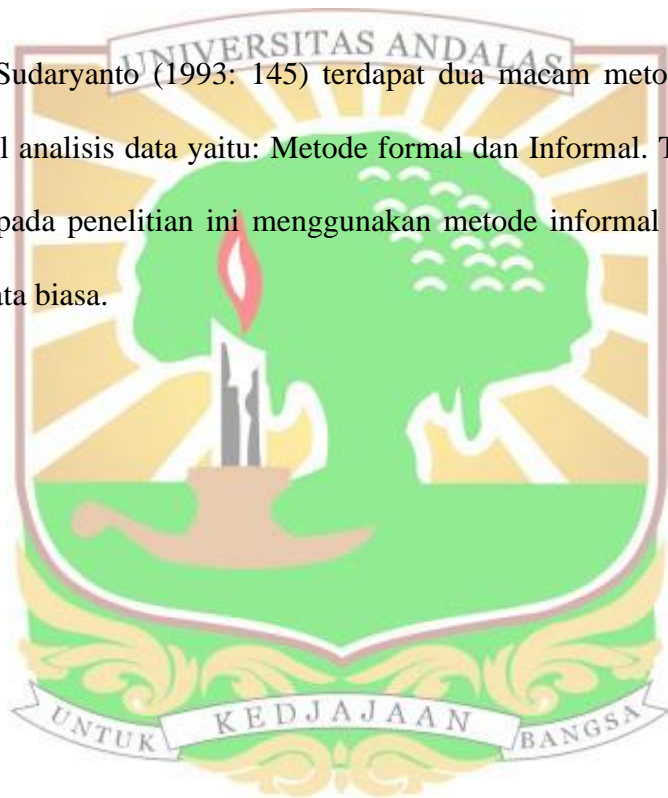 UNIVERSITAS ANDALAS
Sudaryanto (1993: 145) terdapat dua macam meto
l analisis data yaitu: Metode formal dan Informal. T
pada penelitian ini menggunakan metode informal
ata biasa.
UNTUK KEDJAJAAN BANGSA